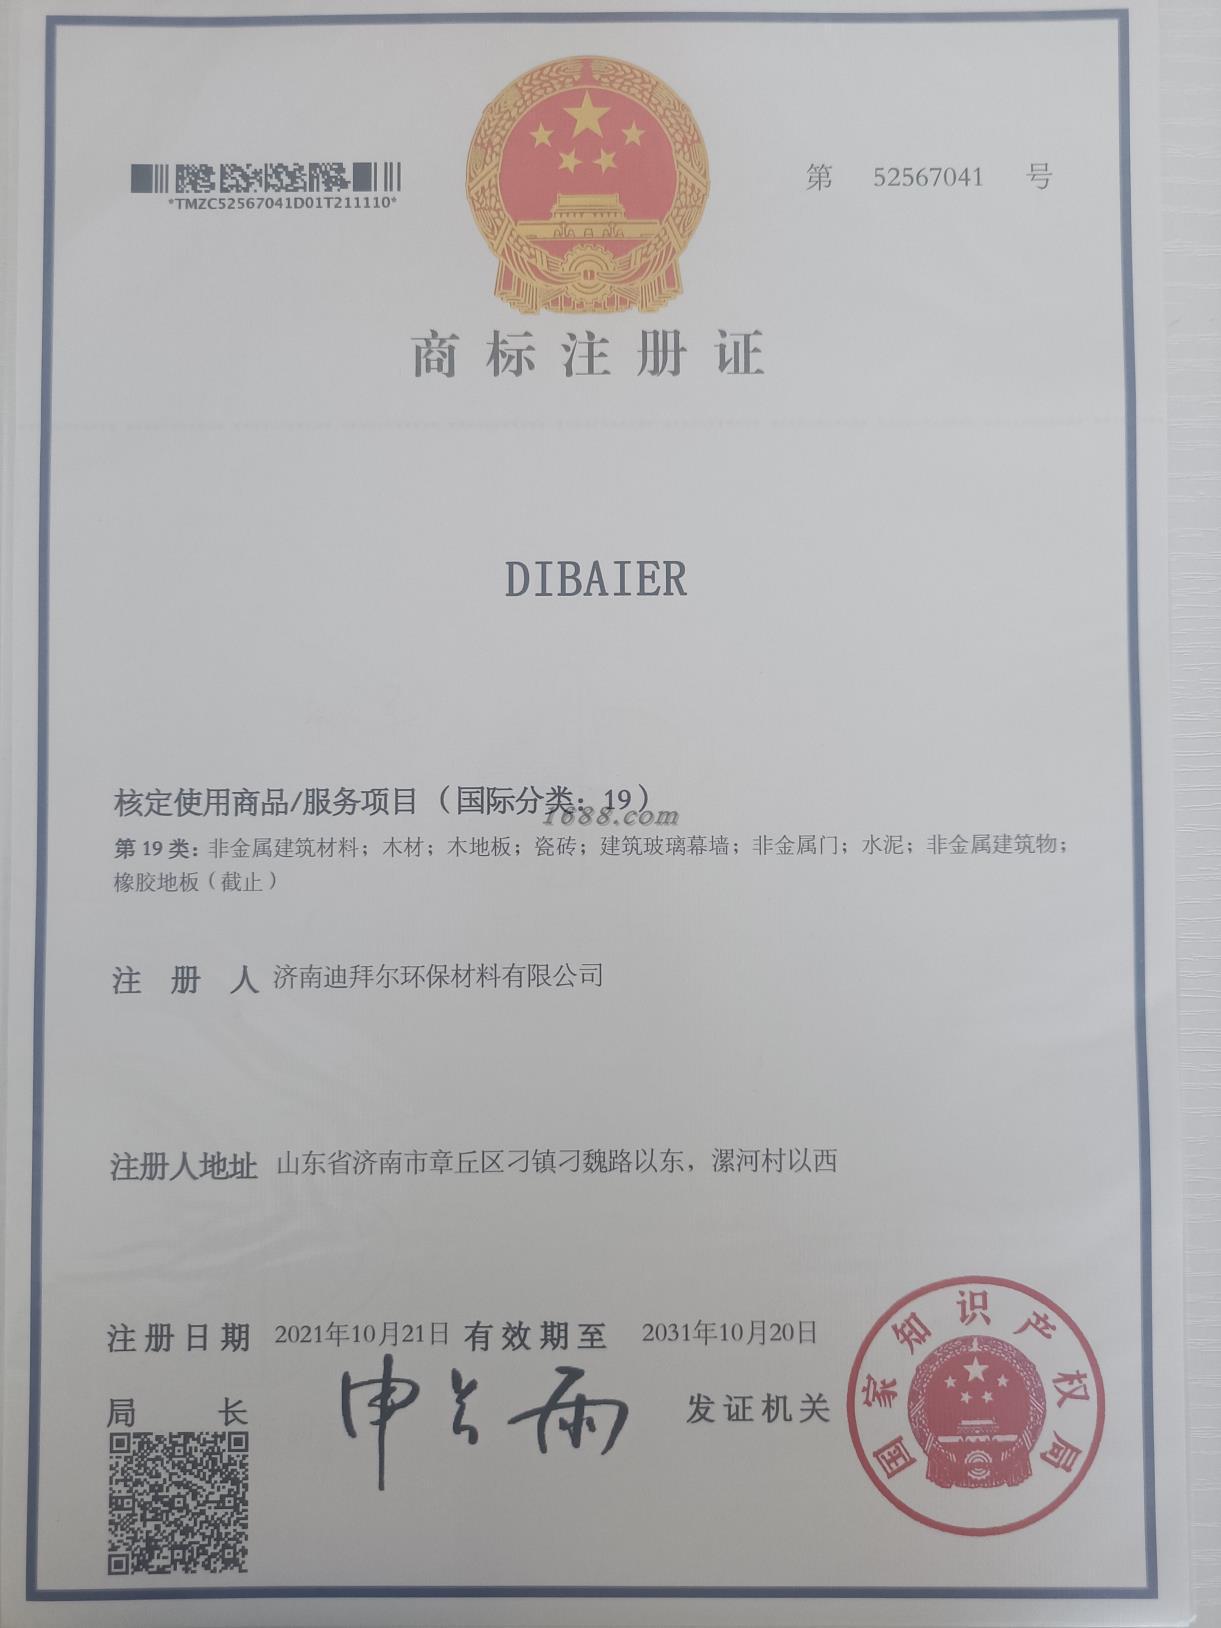 *TMZC52567041D01T211110*
第 52567041 号
商标注册证
DIBAIER
核定使用商品/服务项目（国际分类：19）
1688.com
第 19 类：非金属建筑材料；木材；木地板；瓷砖；建筑玻璃幕墙；非金属门；水泥；非金属建筑物；
橡胶地板（截止）
注册人 济南迪拜尔环保材料有限公司
注册人地址 山东省济南市章丘区刁镇刁魏路以东，漯河村以西
注册日期 2021年10月21日 有效期至 2031年10月20日
局长 申长雨 发证机关
国家知识产权局